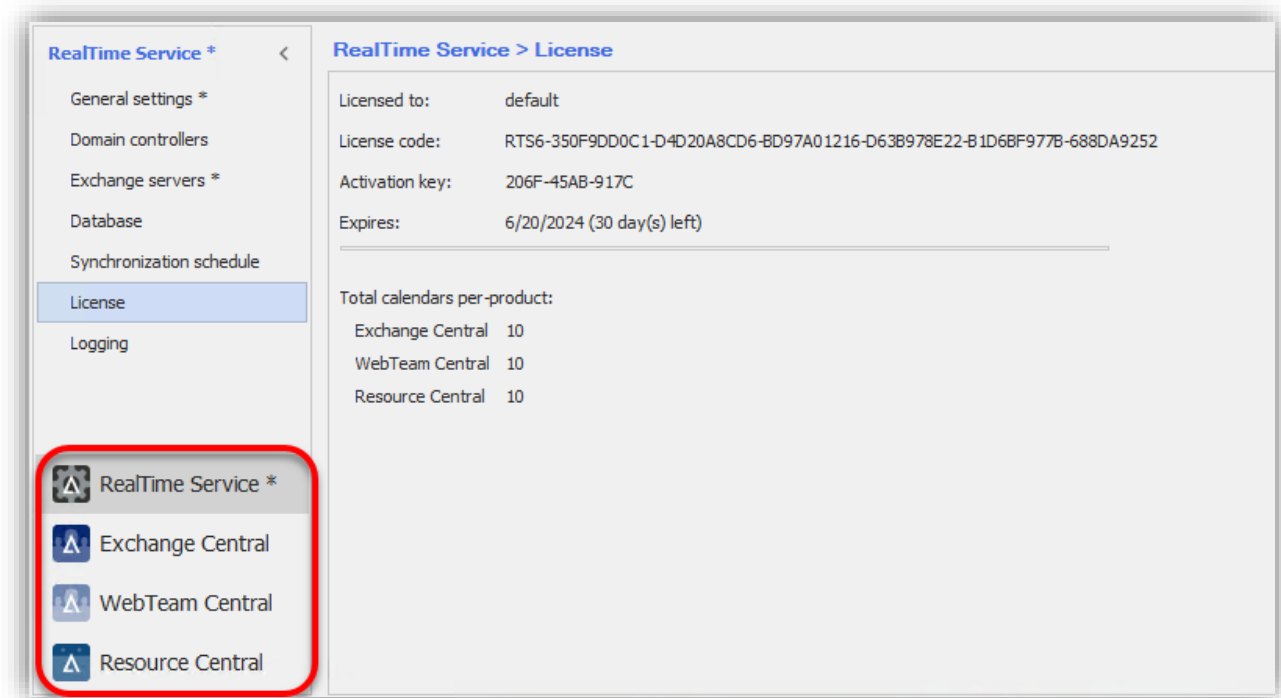 RealTime Service * <
General settings *
Domain controllers
Exchange servers *
Database
Synchronization schedule
License
Logging
RealTime Service *
Exchange Central
WebTeam Central
Resource Central
RealTime Service > License
Licensed to: default
License code: RTS6-350F9DD0C1-D4D20A8CD6-BD97A01216-D63B978E22-B1D6BF977B-688DA9252
Activation key: 206F-45AB-917C
Expires: 6/20/2024 (30 day(s) left)
Total calendars per-product:
Exchange Central 10
WebTeam Central 10
Resource Central 10